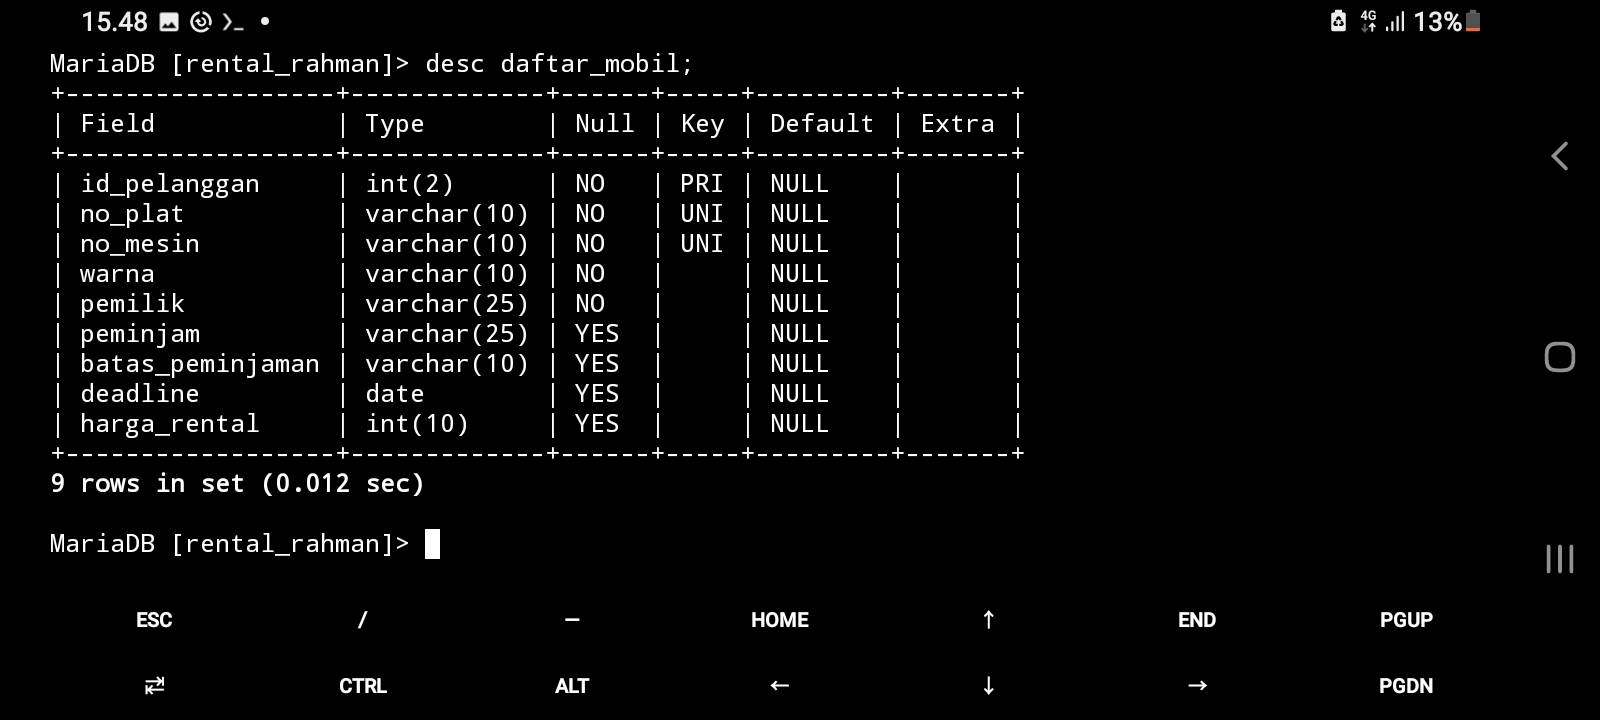 15.48 4G 13%
MariaDB [rental_rahman]> desc daftar_mobil;
+------------------+-------------+------+-----+---------+-------+
| Field            | Type        | Null | Key | Default | Extra |
+------------------+-------------+------+-----+---------+-------+
| id_pelanggan     | int(2)      | NO   | PRI | NULL    |       |
| no_plat          | varchar(10) | NO   | UNI | NULL    |       |
| no_mesin         | varchar(10) | NO   | UNI | NULL    |       |
| warna            | varchar(10) | NO   |     | NULL    |       |
| pemilik          | varchar(25) | NO   |     | NULL    |       |
| peminjam         | varchar(25) | YES  |     | NULL    |       |
| batas_peminjaman | varchar(10) | YES  |     | NULL    |       |
| deadline         | date        | YES  |     | NULL    |       |
| harga_rental     | int(10)     | YES  |     | NULL    |       |
+------------------+-------------+------+-----+---------+-------+
9 rows in set (0.012 sec)
MariaDB [rental_rahman]>
ESC / — HOME ↑ END PGUP
⇄ CTRL ALT ← ↓ → PGDN